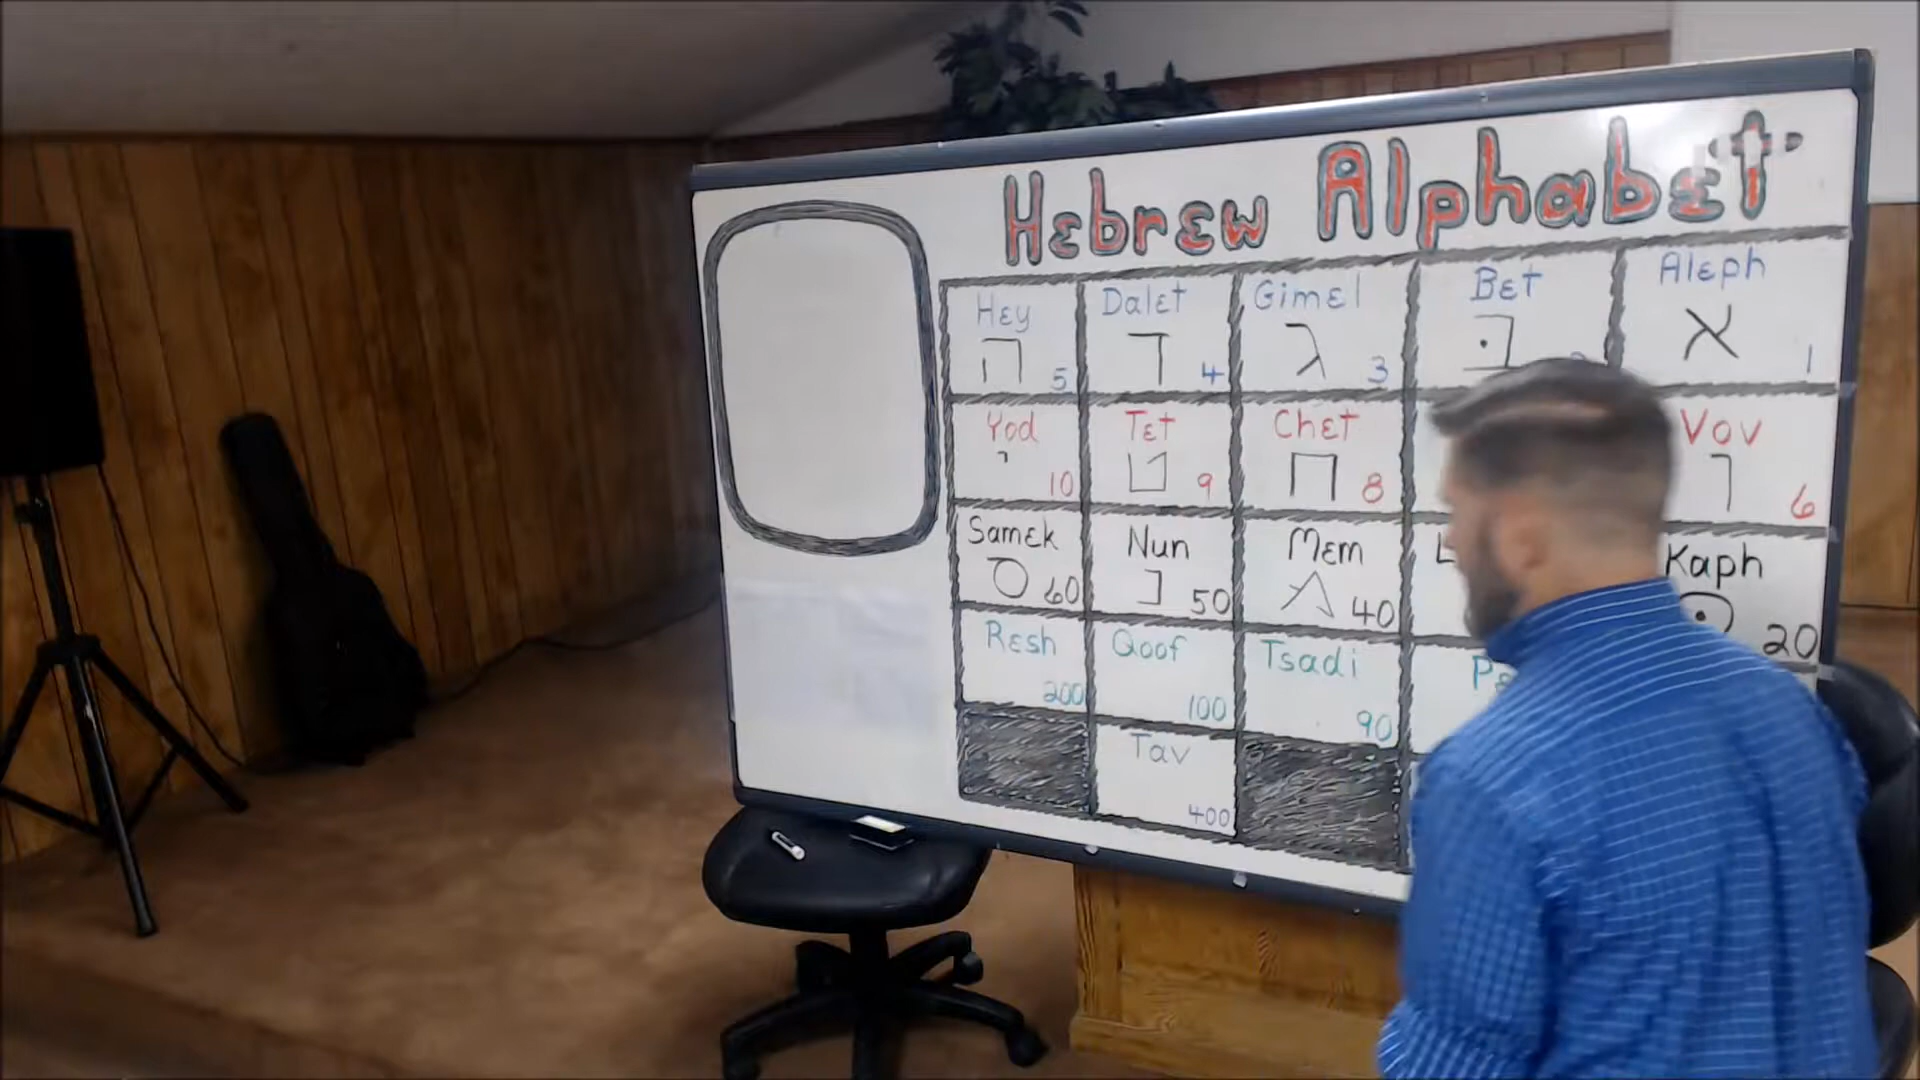 Hebrew Alphabet
Hey Dalet Gimel Bet Aleph
ה ד ג בּ א
5 4 3 1
Yod Tet Chet Vov
י ט ח ו
10 9 8 6
Samek Nun Mem Kaph
ס נ מ
60 50 40 20
Resh Qoof Tsadi
200 100 90
Tav
400